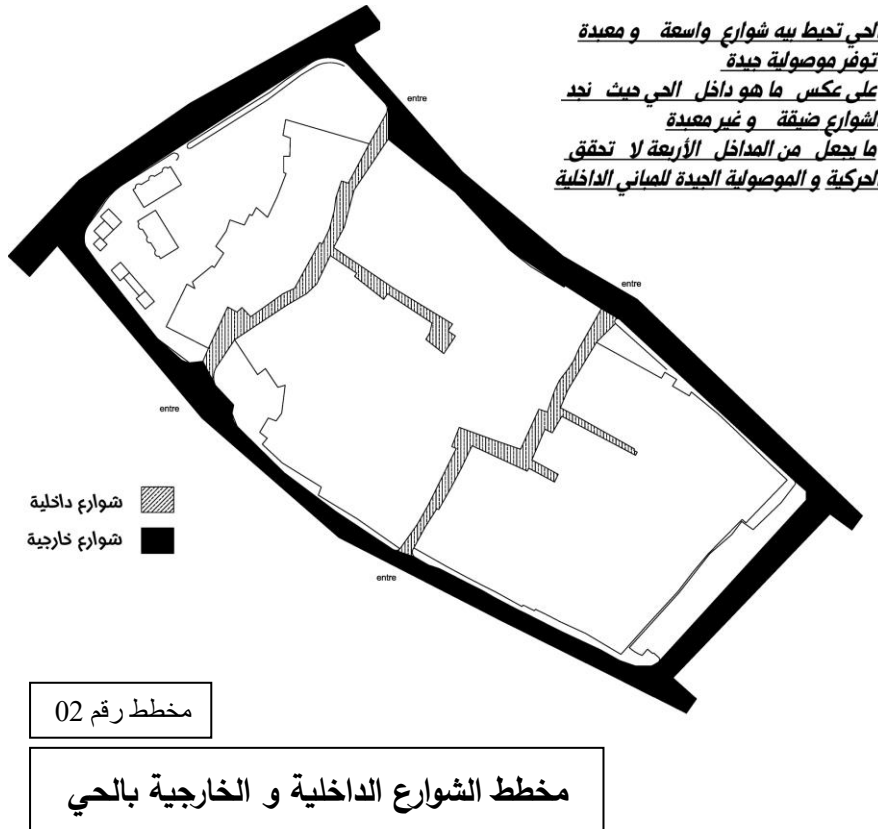 الحي تحيط بيه شوارع واسعة و معبدة
توفر موصولية جيدة
على عكس ما هو داخل الحي حيث نجد
الشوارع ضيقة و غير معبدة
ما يجعل من المداخل الأربعة لا تحقق
الحركية و الموصولية الجيدة للمباني الداخلية
entre
entre
entre
entre
شوارع داخلية
شوارع خارجية
مخطط رقم 02
مخطط الشوارع الداخلية و الخارجية بالحي